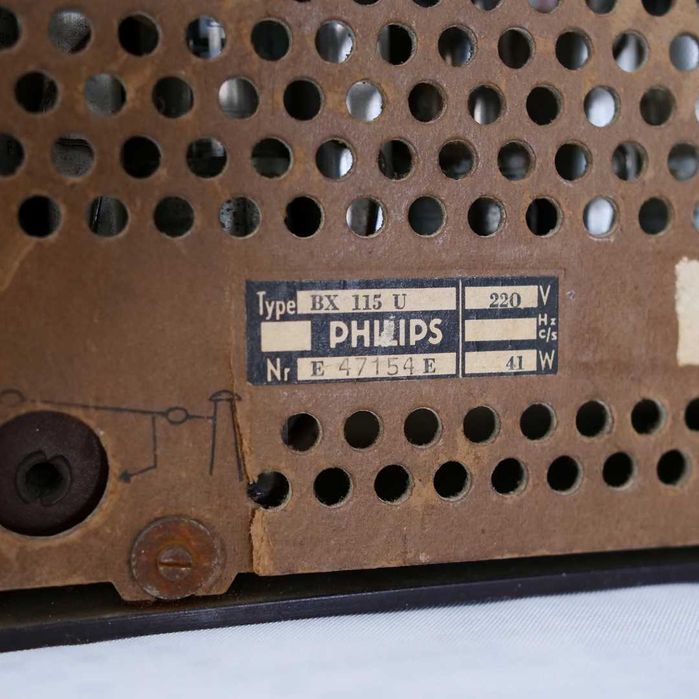 Type BX 115 U 220 V
PHILIPS Hz c/s
Nr E 47154 E 41 W